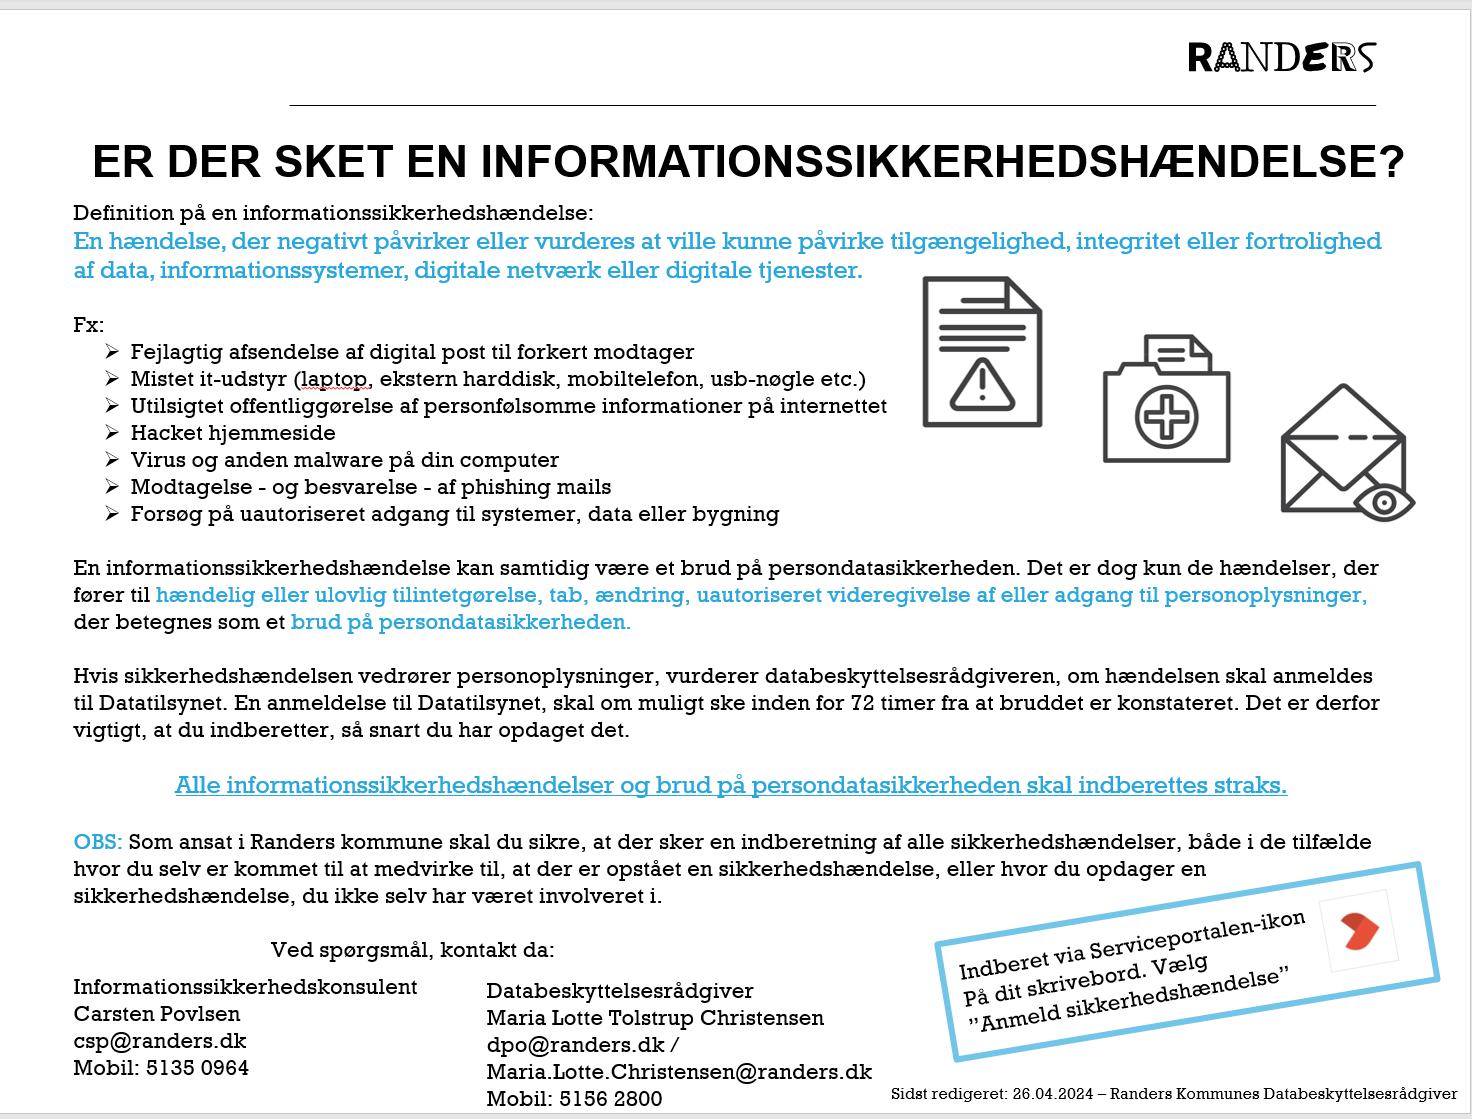 RANDERS
ER DER SKET EN INFORMATIONSSIKKERHEDSHÆNDELSE?
Definition på en informationssikkerhedshændelse:
En hændelse, der negativt påvirker eller vurderes at ville kunne påvirke tilgængelighed, integritet eller fortrolighed
af data, informationssystemer, digitale netværk eller digitale tjenester.
Fx:
➢ Fejlagtig afsendelse af digital post til forkert modtager
➢ Mistet it-udstyr (laptop, ekstern harddisk, mobiltelefon, usb-nøgle etc.)
➢ Utilsigtet offentliggørelse af personfølsomme informationer på internettet
➢ Hacket hjemmeside
➢ Virus og anden malware på din computer
➢ Modtagelse - og besvarelse - af phishing mails
➢ Forsøg på uautoriseret adgang til systemer, data eller bygning
En informationssikkerhedshændelse kan samtidig være et brud på persondatasikkerheden. Det er dog kun de hændelser, der
fører til hændelig eller ulovlig tilintetgørelse, tab, ændring, uautoriseret videregivelse af eller adgang til personoplysninger,
der betegnes som et brud på persondatasikkerheden.
Hvis sikkerhedshændelsen vedrører personoplysninger, vurderer databeskyttelsesrådgiveren, om hændelsen skal anmeldes
til Datatilsynet. En anmeldelse til Datatilsynet, skal om muligt ske inden for 72 timer fra at bruddet er konstateret. Det er derfor
vigtigt, at du indberetter, så snart du har opdaget det.
Alle informationssikkerhedshændelser og brud på persondatasikkerheden skal indberettes straks.
OBS: Som ansat i Randers kommune skal du sikre, at der sker en indberetning af alle sikkerhedshændelser, både i de tilfælde
hvor du selv er kommet til at medvirke til, at der er opstået en sikkerhedshændelse, eller hvor du opdager en
sikkerhedshændelse, du ikke selv har været involveret i.
Ved spørgsmål, kontakt da:
Informationssikkerhedskonsulent
Carsten Povlsen
csp@randers.dk
Mobil: 5135 0964
Databeskyttelsesrådgiver
Maria Lotte Tolstrup Christensen
dpo@randers.dk /
Maria.Lotte.Christensen@randers.dk
Mobil: 5156 2800
Indberet via Serviceportalen-ikon
På dit skrivebord. Vælg
”Anmeld sikkerhedshændelse”
Sidst redigeret: 26.04.2024 – Randers Kommunes Databeskyttelsesrådgiver